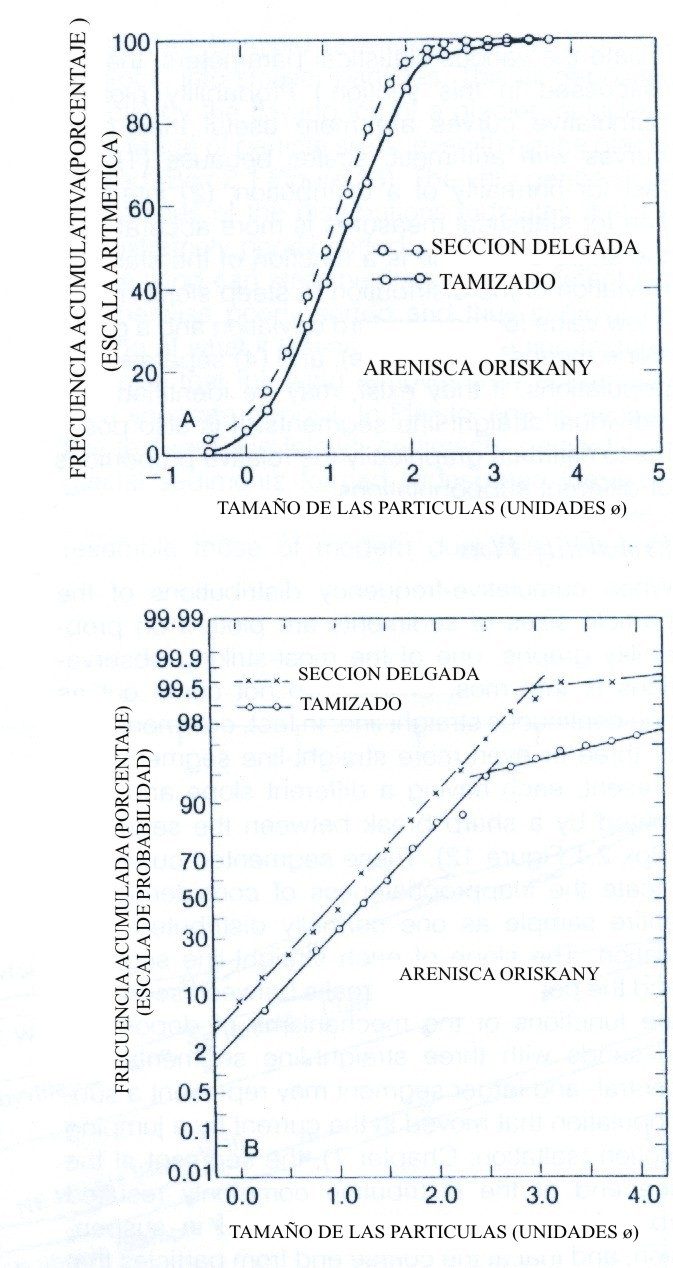 FRECUENCIA ACUMULATIVA(PORCENTAJE )
(ESCALA ARITMETICA)
100
80
60
40
20
0
SECCION DELGADA
TAMIZADO
ARENISCA ORISKANY
A
-1 0 1 2 3 4 5
TAMAÑO DE LAS PARTICULAS (UNIDADES ø)
FRECUENCIA ACUMULADA (PORCENTAJE)
(ESCALA DE PROBABILIDAD)
99.99
99.9
99.5
98
90
70
50
30
10
2
0.5
0.1
0.01
SECCION DELGADA
TAMIZADO
ARENISCA ORISKANY
B
0.0 1.0 2.0 3.0 4.0
TAMAÑO DE LAS PARTICULAS (UNIDADES ø)